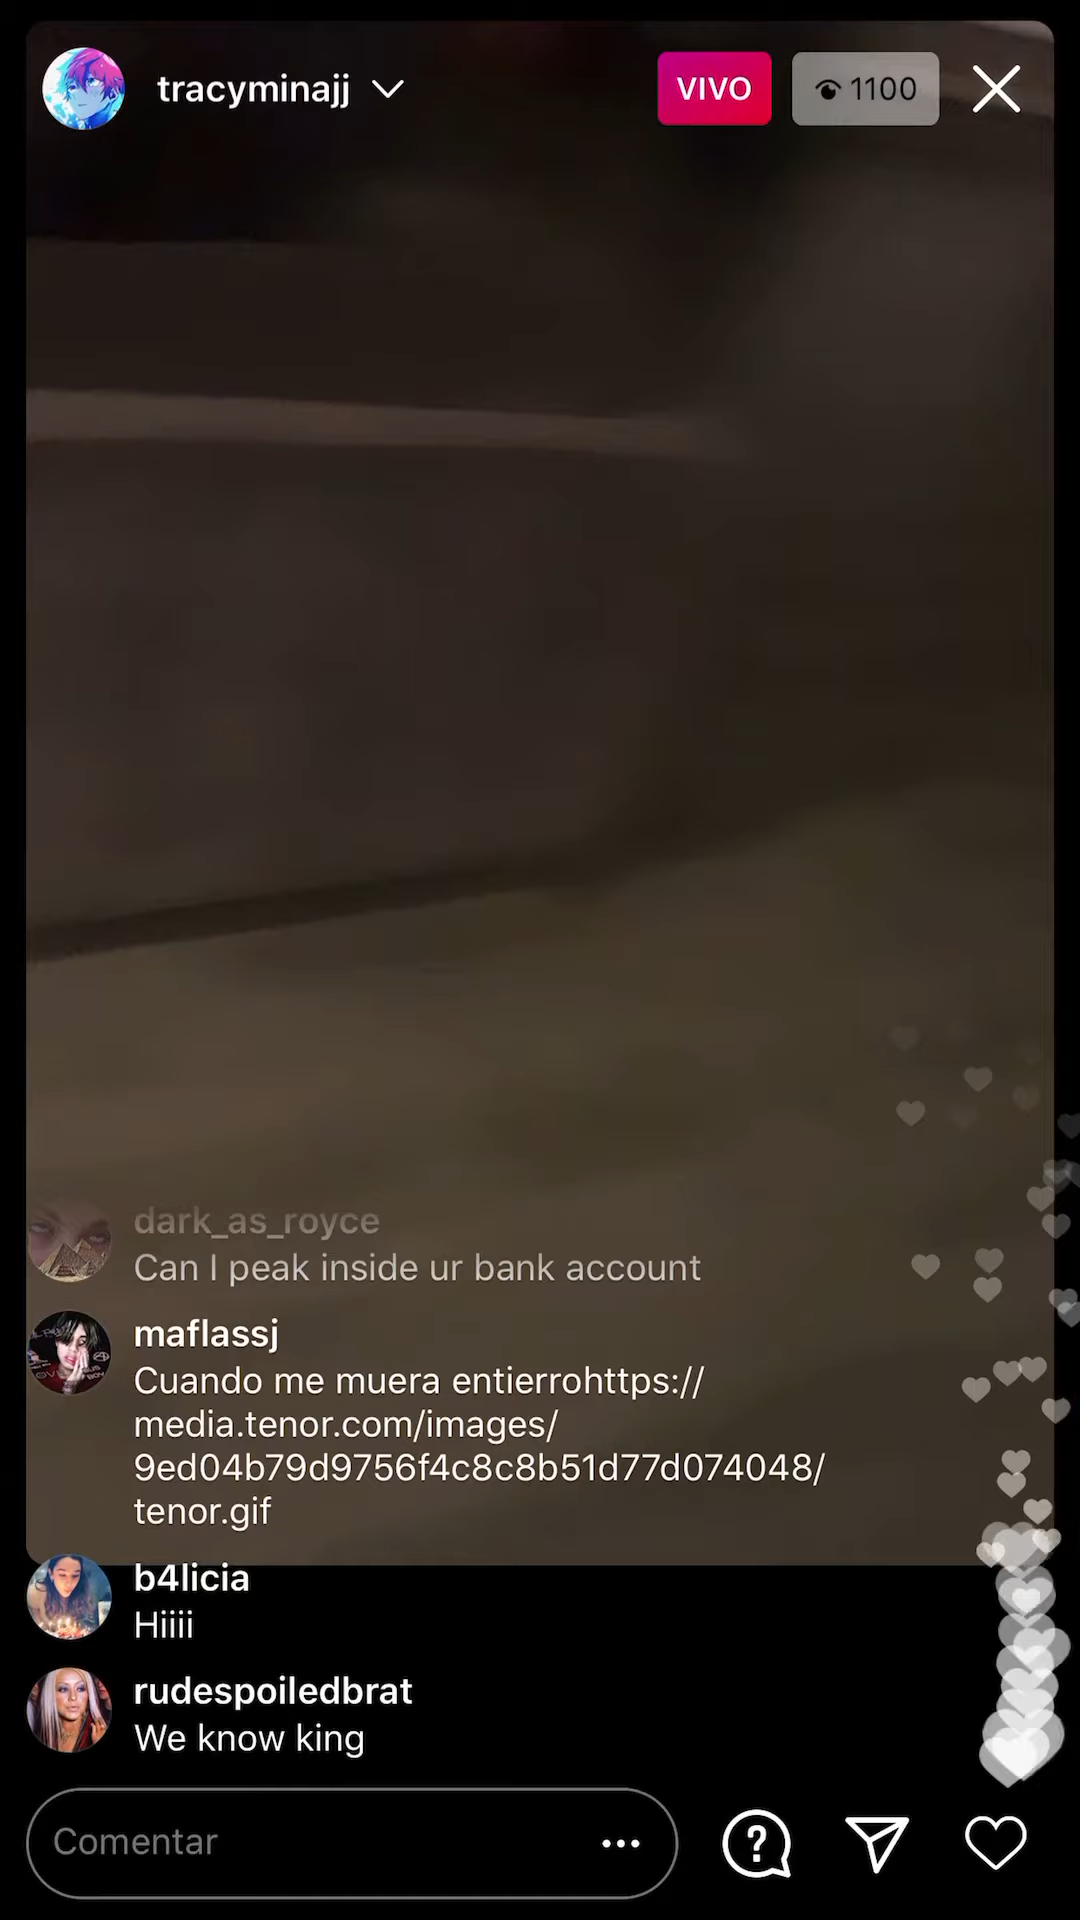 tracyminajj
VIVO
1100
dark_as_royce
Can I peak inside ur bank account
maflassj
Cuando me muera entierrohttps://
media.tenor.com/images/
9ed04b79d9756f4c8c8b51d77d074048/
tenor.gif
b4licia
Hiiii
rudespoiledbrat
We know king
Comentar